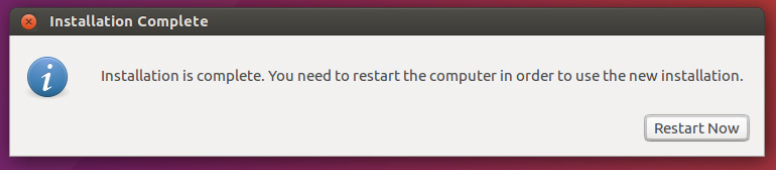 Installation Complete
Installation is complete. You need to restart the computer in order to use the new installation.
Restart Now